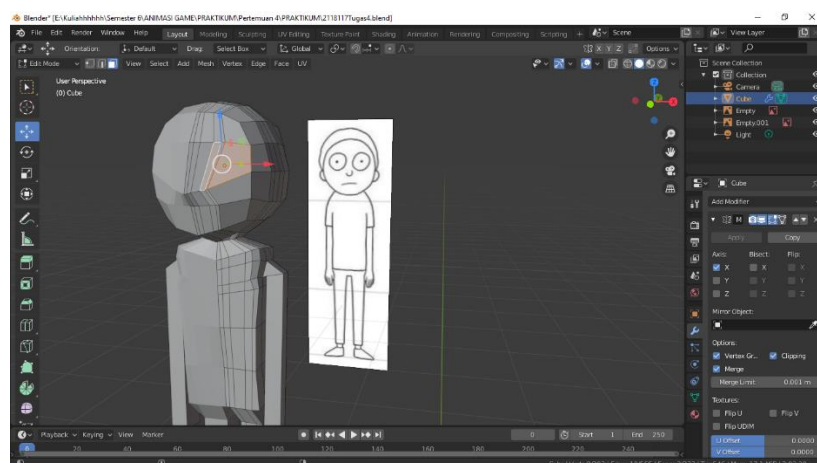 Blender* [E:\Kuliahhhhhh\Semester 6\ANIMASI GAME\PRAKTIKUM\Pertemuan 4\PRAKTIKUM\2118117Tugas4.blend]
File Edit Render Window Help Layout Modeling Sculpting UV Editing Texture Paint Shading Animation Rendering Compositing Scripting + Scene View Layer
Orientation: Default Drag: Select Box Global X Y Z Options
Edit Mode View Select Add Mesh Vertex Edge Face UV
User Perspective
(0) Cube
Z
Scene Collection
Collection
Camera
Cube
Empty
Empty.001
Light
Cube
Add Modifier
M
Apply Copy
Axis: Bisect: Flip:
X X X
Y Y Y
Z Z Z
Mirror Object:
Options:
Vertex Gr.. Clipping
Merge
Merge Limit 0.001 m
Textures:
Flip U Flip V
Flip UDIM
U Offset 0.0000
V Offset 0.0000
Playback Keying View Marker 0 Start 1 End 250
0 20 40 60 80 100 120 140 160 180 200 220 240